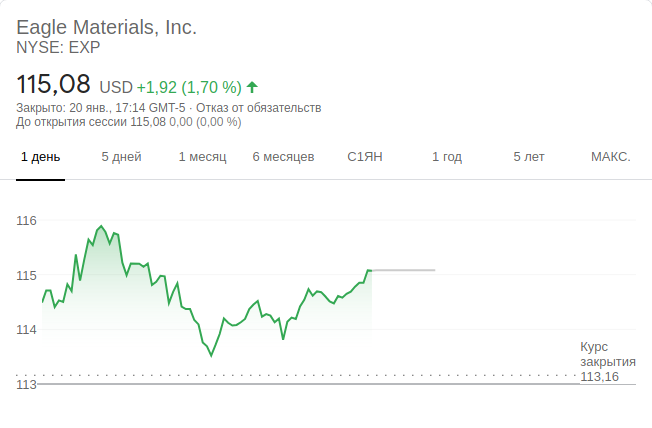 Eagle Materials, Inc.
NYSE: EXP
115,08 USD +1,92 (1,70 %)
Закрыто: 20 янв., 17:14 GMT-5 · Отказ от обязательств
До открытия сессии 115,08 0,00 (0,00 %)
1 день 5 дней 1 месяц 6 месяцев С1ЯН 1 год 5 лет МАКС.
116
115
114
Курс
закрытия
113,16
113